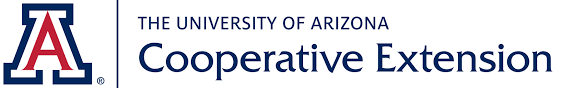 A®
THE UNIVERSITY OF ARIZONA
Cooperative Extension